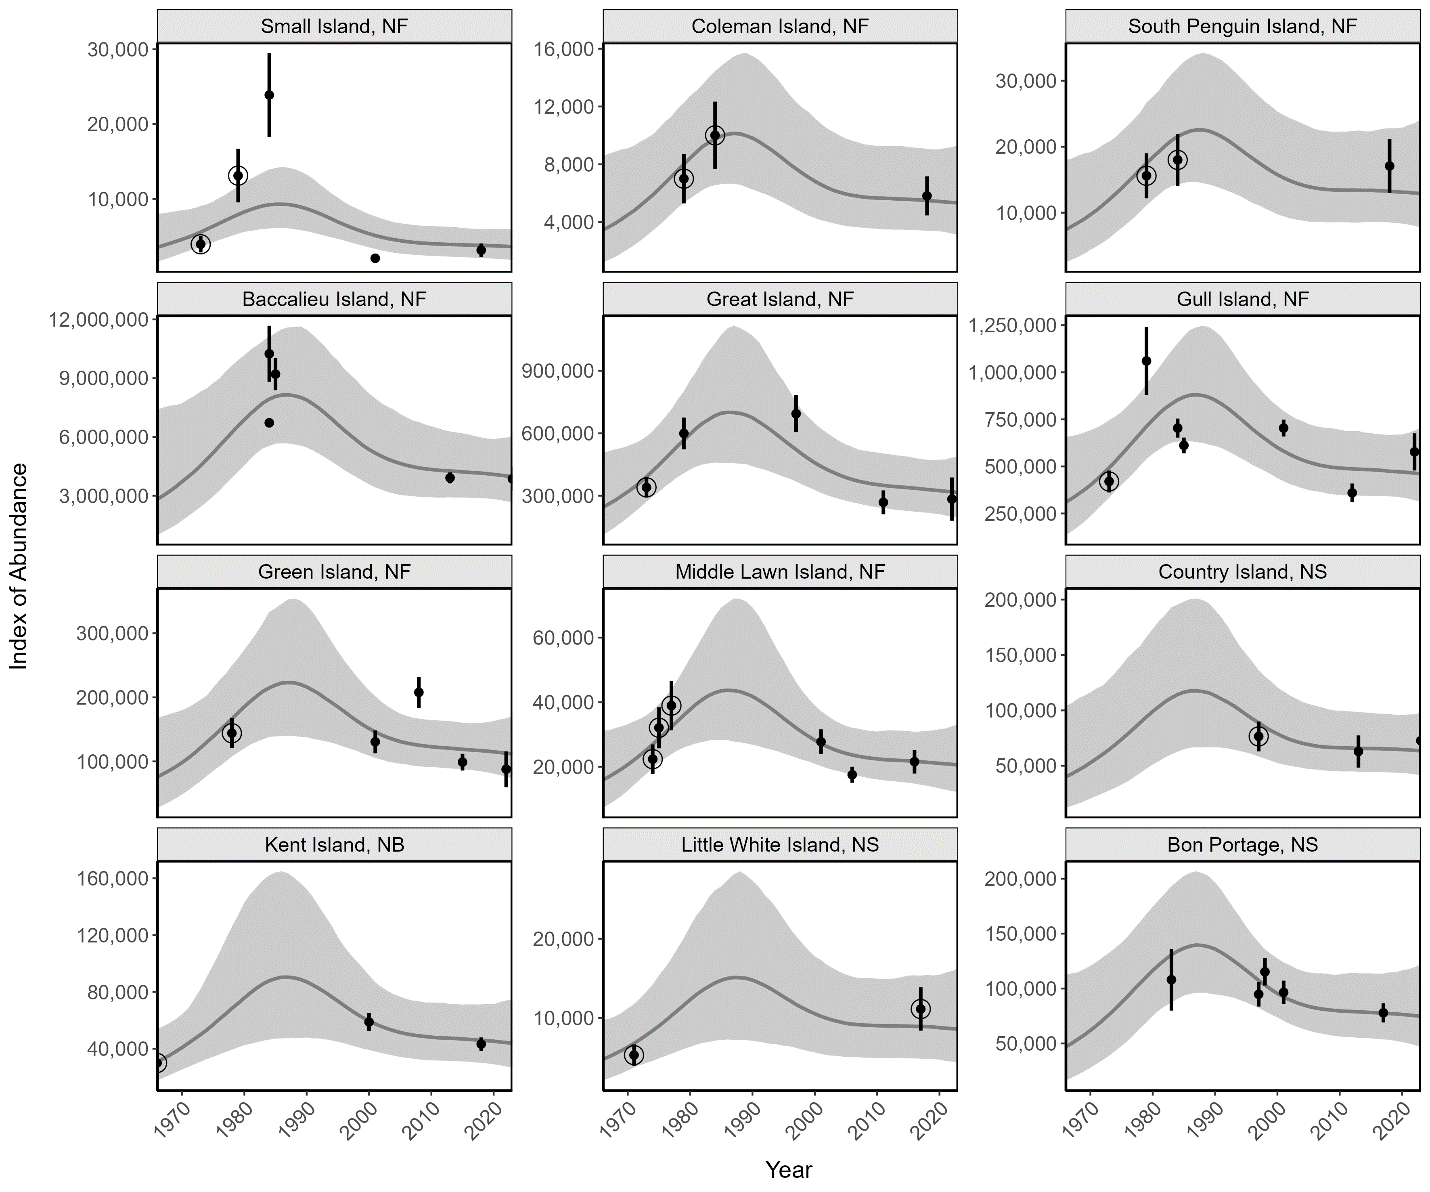 Small Island, NF
Coleman Island, NF
South Penguin Island, NF
30,000
20,000
10,000
16,000
12,000
8,000
4,000
30,000
20,000
10,000
Baccalieu Island, NF
Great Island, NF
Gull Island, NF
12,000,000
9,000,000
6,000,000
3,000,000
900,000
600,000
300,000
1,250,000
1,000,000
750,000
500,000
250,000
Index of Abundance
Green Island, NF
Middle Lawn Island, NF
Country Island, NS
300,000
200,000
100,000
60,000
40,000
20,000
200,000
150,000
100,000
50,000
Kent Island, NB
Little White Island, NS
Bon Portage, NS
160,000
120,000
80,000
40,000
20,000
10,000
200,000
150,000
100,000
50,000
1970 1980 1990 2000 2010 2020
1970 1980 1990 2000 2010 2020
1970 1980 1990 2000 2010 2020
Year